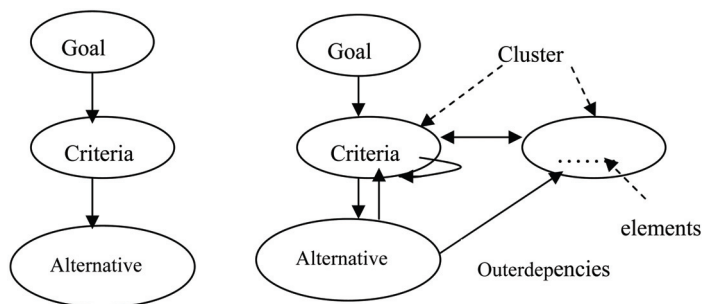 Goal
Criteria
Alternative
Goal
Cluster
Criteria
elements
Alternative
Outerdepencies